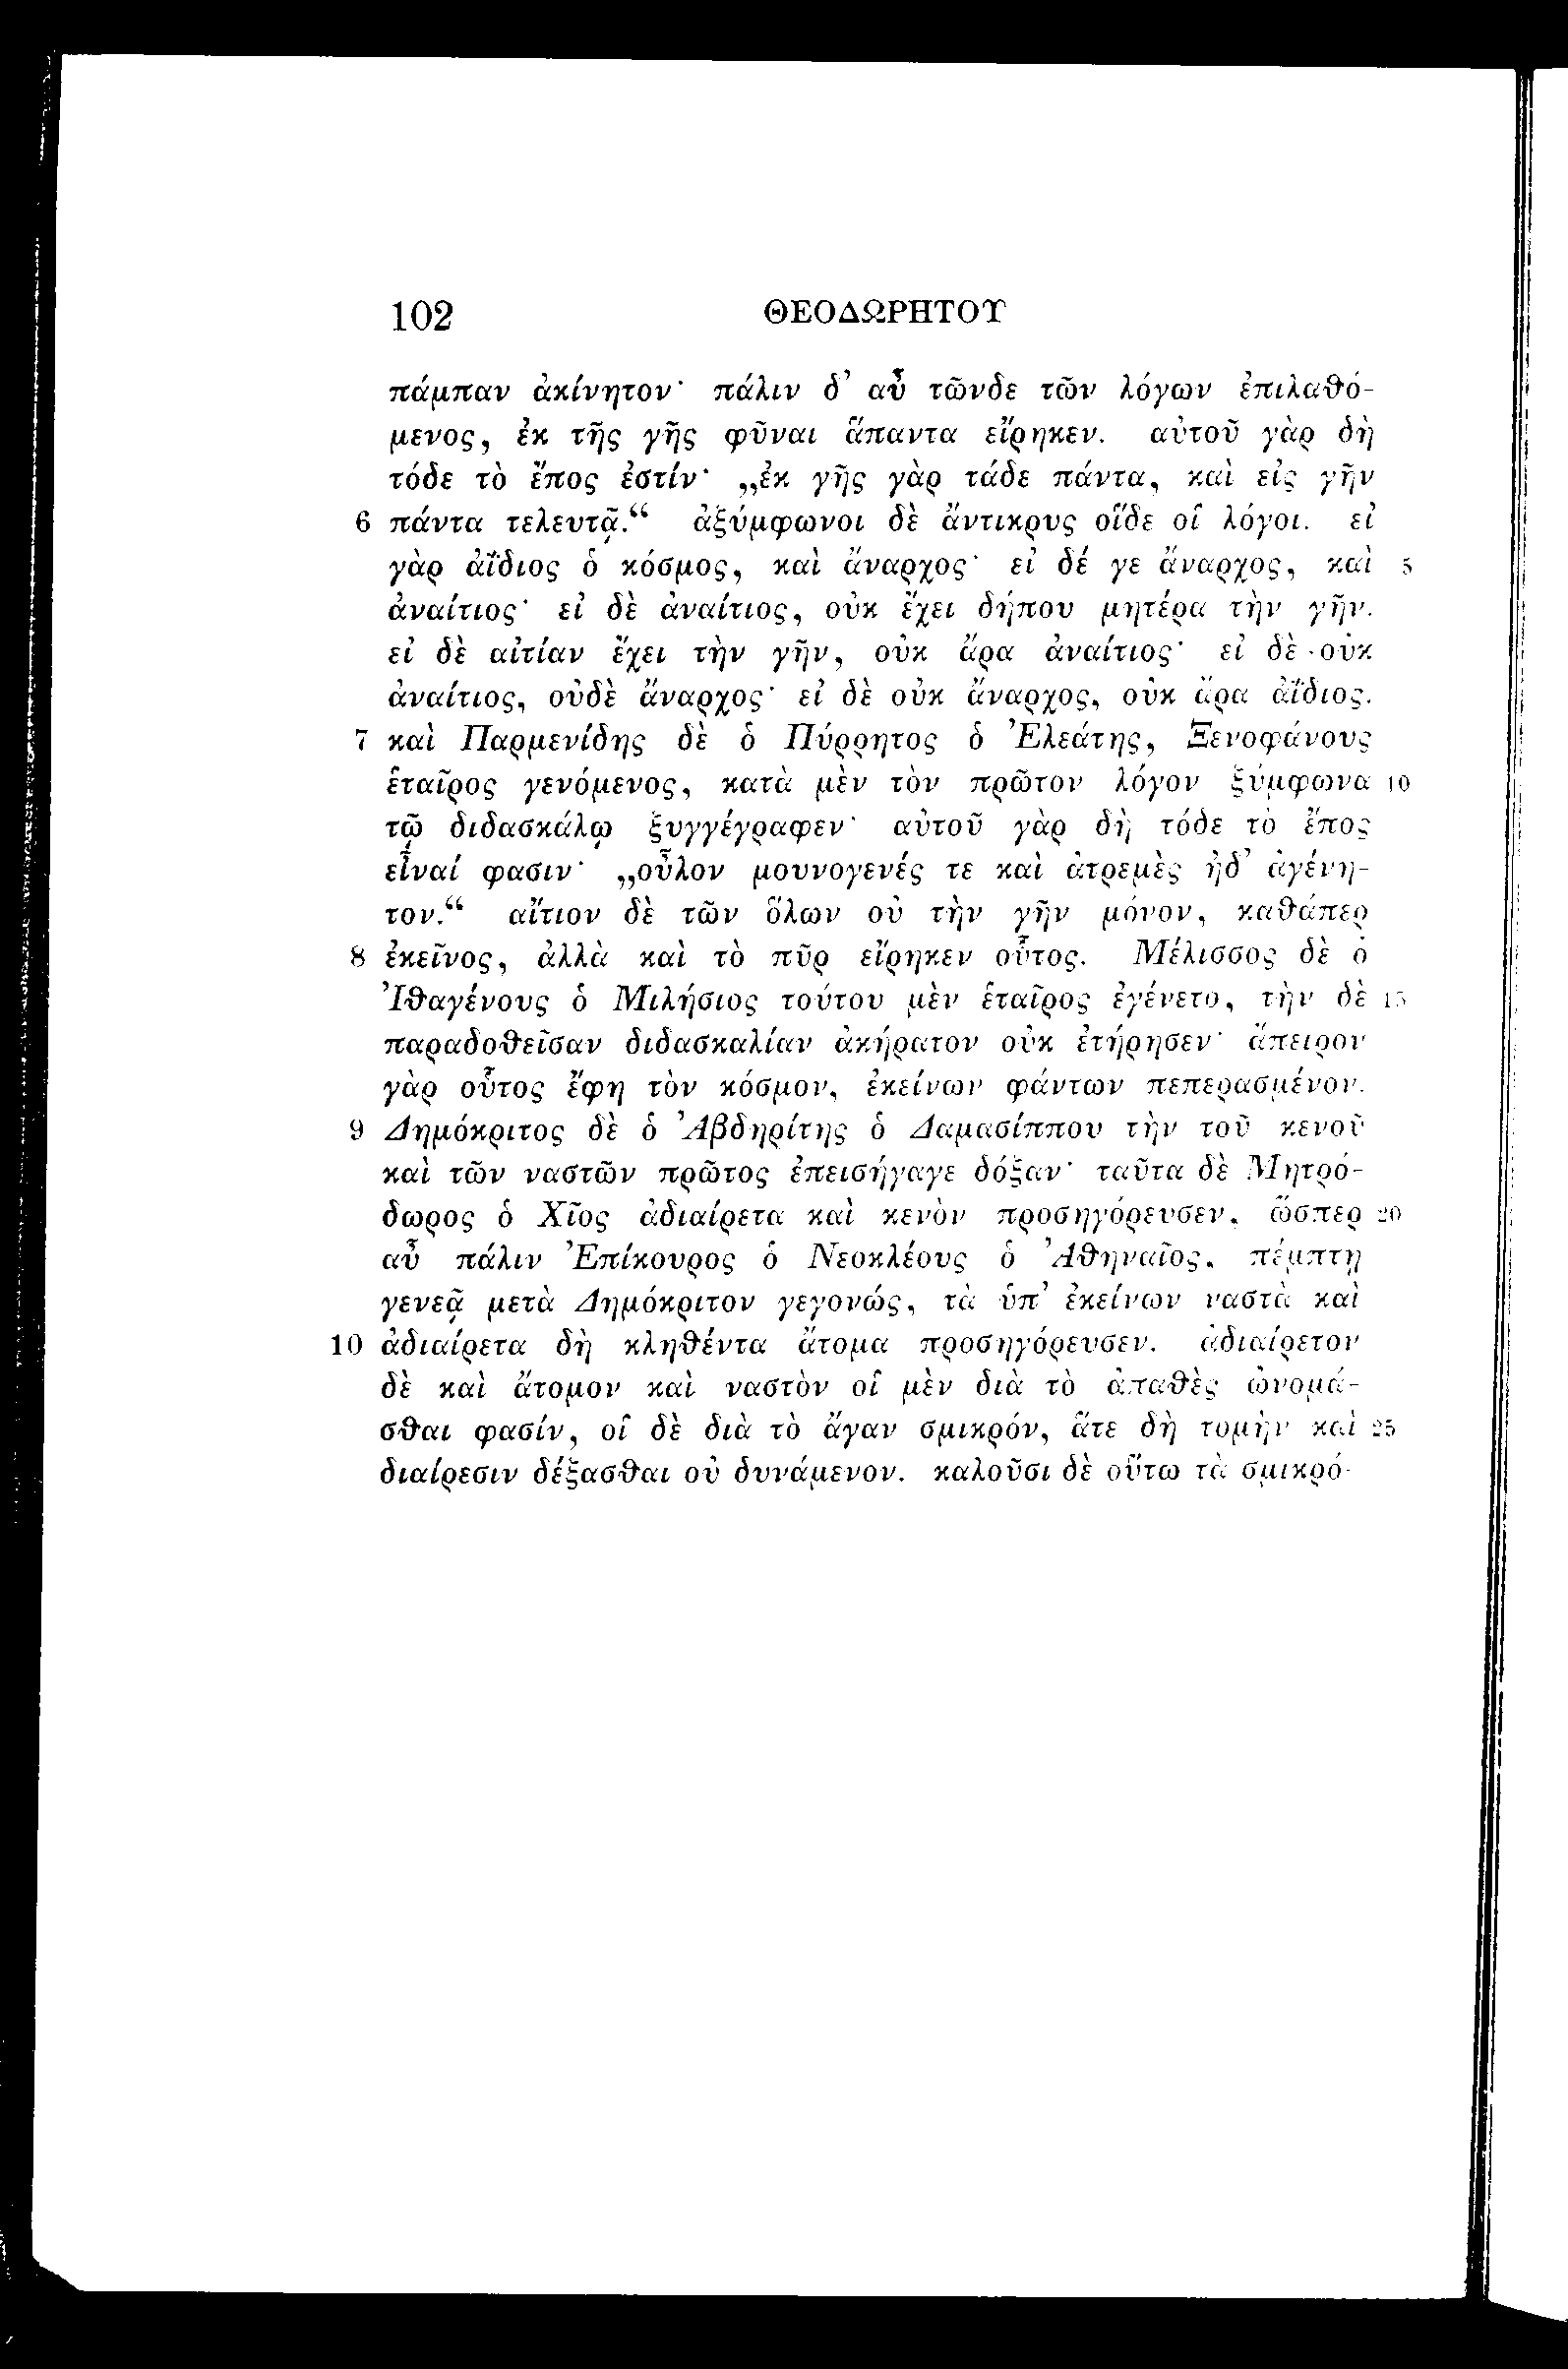 102 ΘΕΟΔΩΡΗΤΟΥ
πάμπαν ἀκίνητον· πάλιν δ’ αὖ τῶνδε τῶν λόγων ἐπιλαθό-
μενος, ἐκ τῆς γῆς φῦναι ἅπαντα εἴρηκεν. αὐτοῦ γὰρ δὴ
τόδε τὸ ἔπος ἐστίν· „ἐκ γῆς γὰρ τάδε πάντα, καὶ εἰς γῆν
6 πάντα τελευτᾷ.“ ἀξύμφωνοι δὲ ἄντικρυς οἵδε οἱ λόγοι. εἰ
γὰρ ἀΐδιος ὁ κόσμος, καὶ ἄναρχος· εἰ δέ γε ἄναρχος, καὶ 5
ἀναίτιος· εἰ δὲ ἀναίτιος, οὐκ ἔχει δήπου μητέρα τὴν γῆν.
εἰ δὲ αἰτίαν ἔχει τὴν γῆν, οὐκ ἄρα ἀναίτιος· εἰ δὲ οὐκ
ἀναίτιος, οὐδὲ ἄναρχος· εἰ δὲ οὐκ ἄναρχος, οὐκ ἄρα ἀΐδιος.
7 καὶ Παρμενίδης δὲ ὁ Πύρρητος ὁ Ἐλεάτης, Ξενοφάνους
ἑταῖρος γενόμενος, κατὰ μὲν τὸν πρῶτον λόγον ξύμφωνα 10
τῷ διδασκάλῳ ξυγγέγραφεν· αὐτοῦ γὰρ δὴ τόδε τὸ ἔπος
εἶναί φασιν· „οὖλον μουνογενές τε καὶ ἀτρεμὲς ἠδ’ ἀγένη-
τον.“ αἴτιον δὲ τῶν ὅλων οὐ τὴν γῆν μόνον, καθάπερ
8 ἐκεῖνος, ἀλλὰ καὶ τὸ πῦρ εἴρηκεν οὗτος. Μέλισσος δὲ ὁ
Ἰθαγένους ὁ Μιλήσιος τούτου μὲν ἑταῖρος ἐγένετο, τὴν δὲ 15
παραδοθεῖσαν διδασκαλίαν ἀκήρατον οὐκ ἐτήρησεν· ἄπειρον
γὰρ οὗτος ἔφη τὸν κόσμον, ἐκείνων φάντων πεπερασμένον.
9 Δημόκριτος δὲ ὁ Ἀβδηρίτης ὁ Δαμασίππου τὴν τοῦ κενοῦ
καὶ τῶν ναστῶν πρῶτος ἐπεισήγαγε δόξαν· ταῦτα δὲ Μητρό-
δωρος ὁ Χῖος ἀδιαίρετα καὶ κενὸν προσηγόρευσεν, ὥσπερ 20
αὖ πάλιν Ἐπίκουρος ὁ Νεοκλέους ὁ Ἀθηναῖος, πέμπτῃ
γενεᾷ μετὰ Δημόκριτον γεγονώς, τὰ ὑπ’ ἐκείνων ναστὰ καὶ
10 ἀδιαίρετα δὴ κληθέντα ἄτομα προσηγόρευσεν. ἀδιαίρετον
δὲ καὶ ἄτομον καὶ ναστὸν οἱ μὲν διὰ τὸ ἀπαθὲς ὠνομά-
σθαι φασίν, οἱ δὲ διὰ τὸ ἄγαν σμικρόν, ἅτε δὴ τομὴν καὶ 25
διαίρεσιν δέξασθαι οὐ δυνάμενον. καλοῦσι δὲ οὕτω τὰ σμικρό-